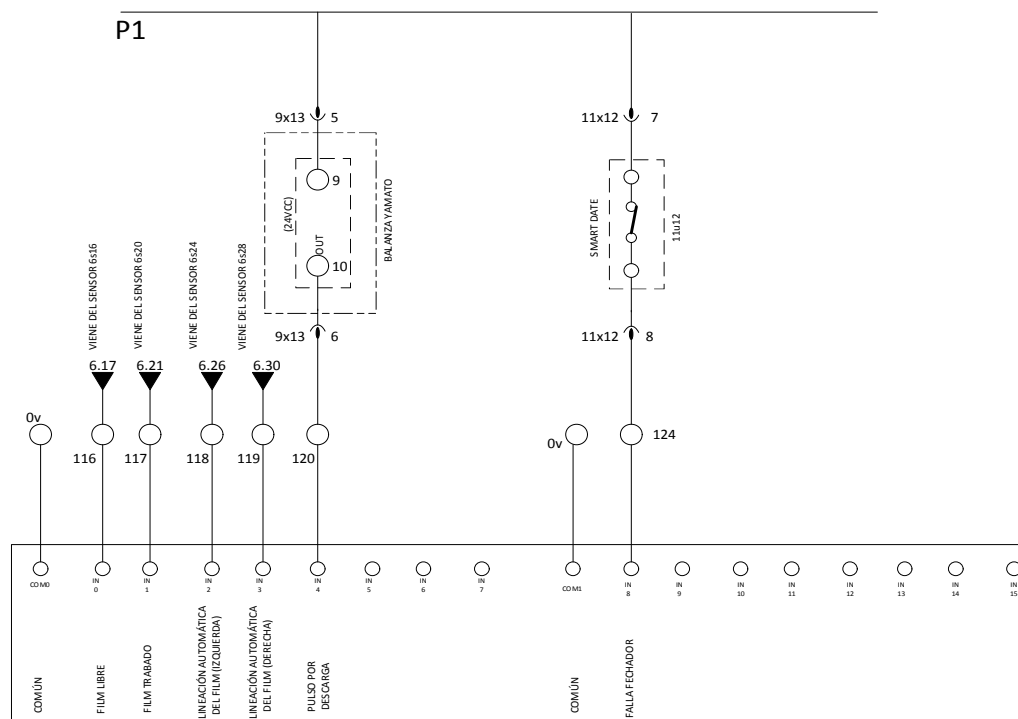 P1
9x13 5
11x12 7
(24VCC)
9
OUT
10
BALANZA YAMATO
SMART DATE
11u12
9x13 6
11x12 8
VIENE DEL SENSOR 6s16
VIENE DEL SENSOR 6s20
VIENE DEL SENSOR 6s24
VIENE DEL SENSOR 6s28
6.17
6.21
6.26
6.30
0v
116
117
118
119
120
0v
124
COM0
IN 0
IN 1
IN 2
IN 3
IN 4
IN 5
IN 6
IN 7
COM1
IN 8
IN 9
IN 10
IN 11
IN 12
IN 13
IN 14
IN 15
COMÚN
FILM LIBRE
FILM TRABADO
LINEACIÓN AUTOMÁTICA
DEL FILM (IZQUIERDA)
LINEACIÓN AUTOMÁTICA
DEL FILM (DERECHA)
PULSO POR
DESCARGA
COMÚN
FALLA FECHADOR